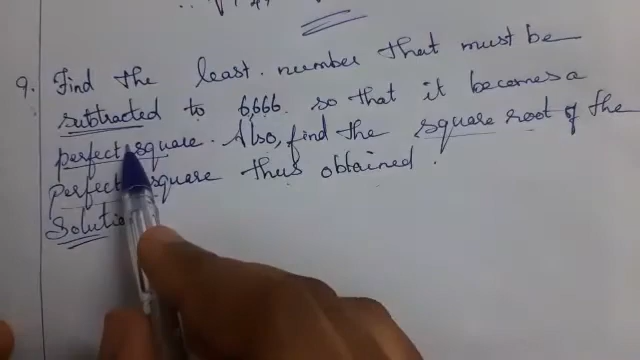 9. Find the least number that must be
subtracted to 6666 so that it becomes a
perfect square. Also, find the square root of the
perfect square thus obtained.